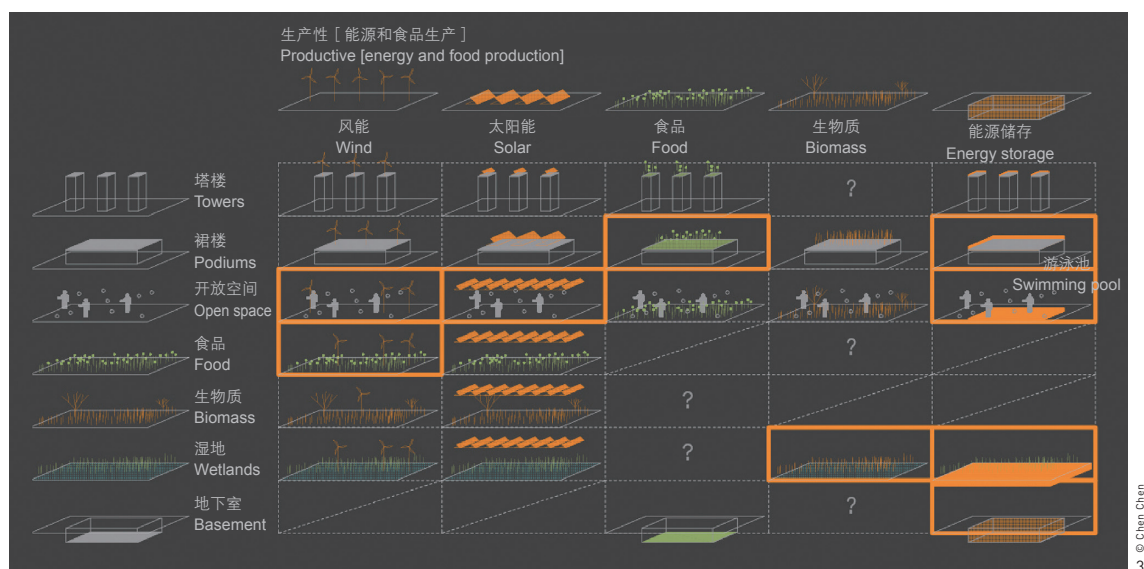 生产性 [ 能源和食品生产 ]
Productive [energy and food production]
风能
Wind
太阳能
Solar
食品
Food
生物质
Biomass
能源储存
Energy storage
塔楼
Towers
?
裙楼
Podiums
游泳池
Swimming pool
开放空间
Open space
食品
Food
?
生物质
Biomass
?
湿地
Wetlands
?
地下室
Basement
?
© Chen Chen
3